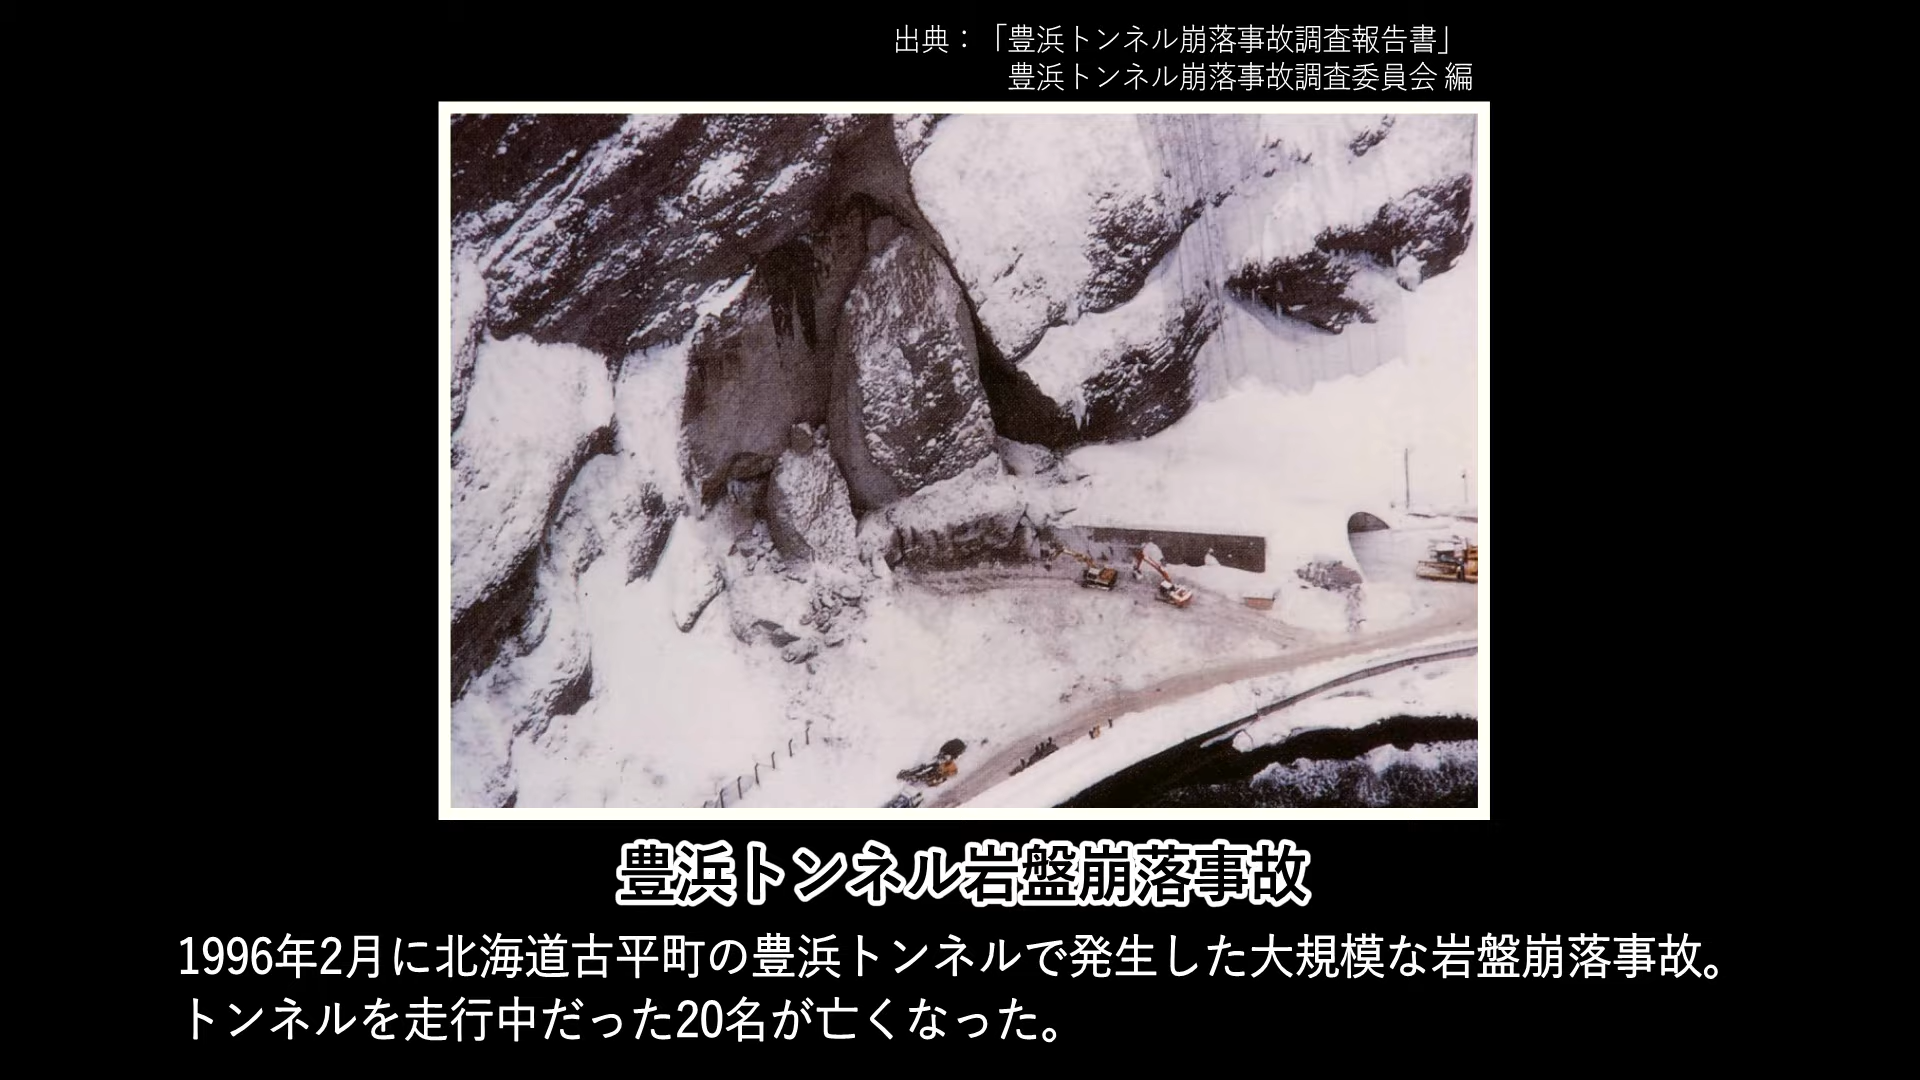 出典：「豊浜トンネル崩落事故調査報告書」
豊浜トンネル崩落事故調査委員会 編
豊浜トンネル岩盤崩落事故
1996年2月に北海道古平町の豊浜トンネルで発生した大規模な岩盤崩落事故。
トンネルを走行中だった20名が亡くなった。